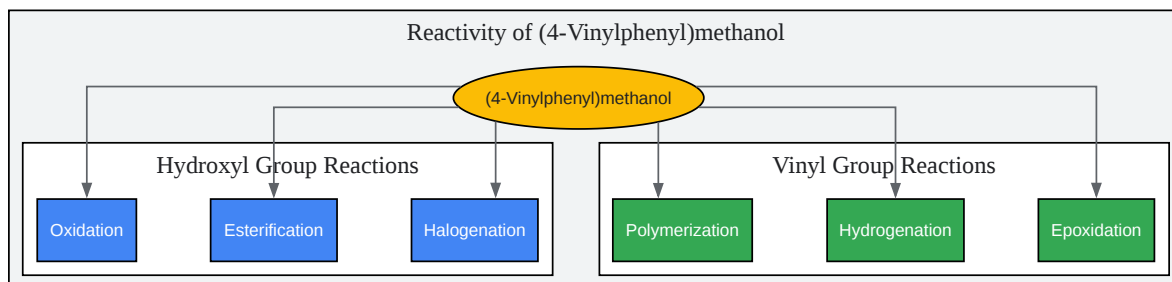 Reactivity of (4-Vinylphenyl)methanol
(4-Vinylphenyl)methanol
Hydroxyl Group Reactions
Vinyl Group Reactions
Oxidation
Esterification
Halogenation
Polymerization
Hydrogenation
Epoxidation